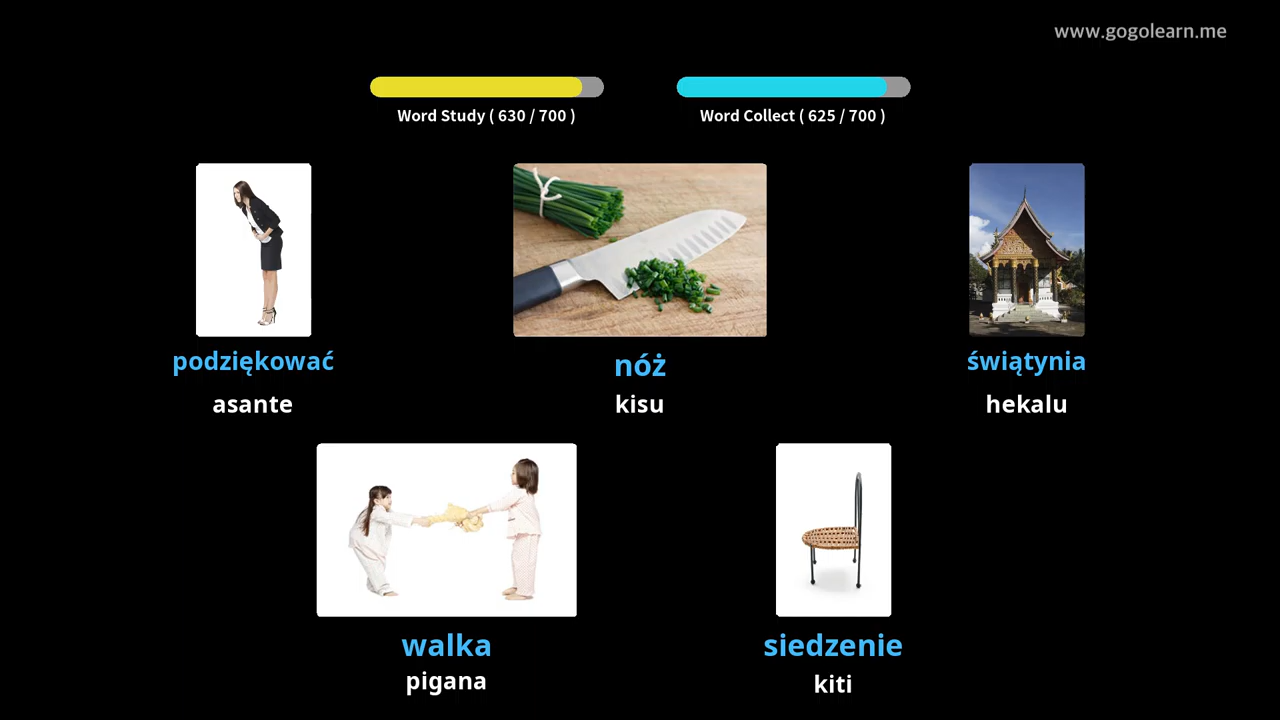 www.gogolearn.me
Word Study ( 630 / 700 )
Word Collect ( 625 / 700 )
podziękować
asante
nóż
kisu
świątynia
hekalu
walka
pigana
siedzenie
kiti